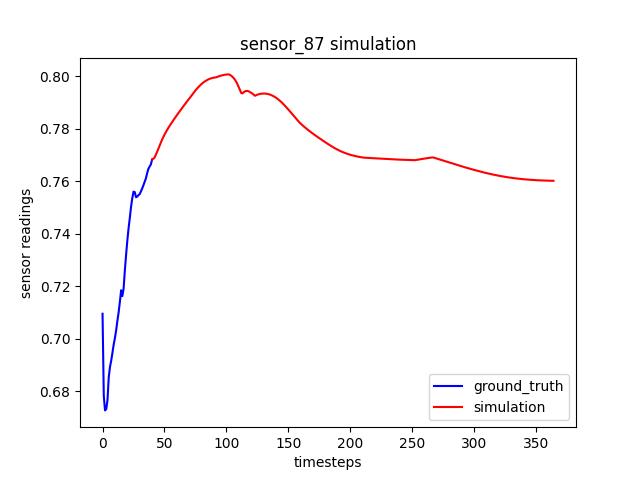 sensor_87 simulation
0.80
0.78
0.76
0.74
0.72
0.70
0.68
sensor readings
0 50 100 150 200 250 300 350
timesteps
ground_truth
simulation